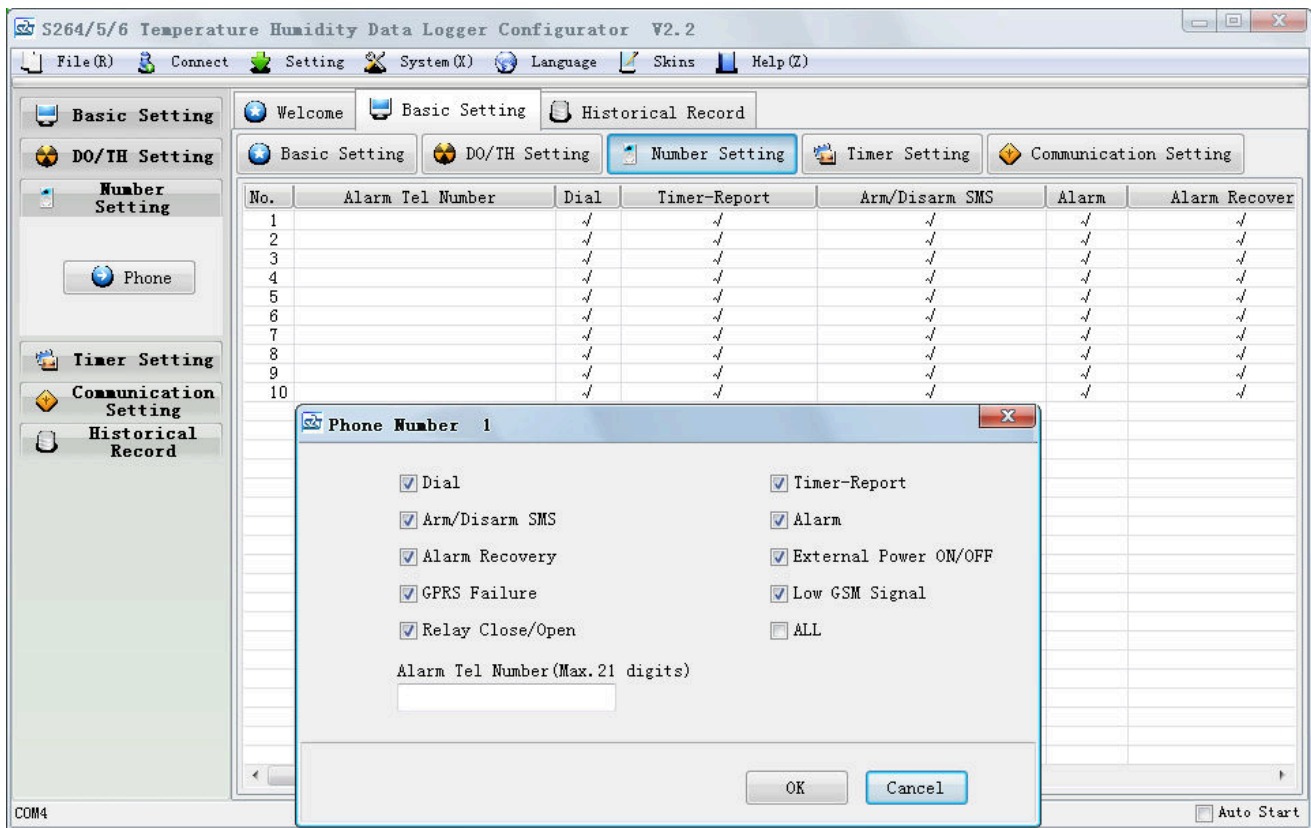 S264/5/6 Temperature Humidity Data Logger Configurator V2.2
File(R) Connect Setting System(X) Language Skins Help(Z)
Basic Setting
DO/TH Setting
Number
Setting
Phone
Timer Setting
Communication
Setting
Historical
Record
Welcome Basic Setting Historical Record
Basic Setting DO/TH Setting Number Setting Timer Setting Communication Setting
No. Alarm Tel Number Dial Timer-Report Arm/Disarm SMS Alarm Alarm Recover
1 √ √ √ √ √
2 √ √ √ √ √
3 √ √ √ √ √
4 √ √ √ √ √
5 √ √ √ √ √
6 √ √ √ √ √
7 √ √ √ √ √
8 √ √ √ √ √
9 √ √ √ √ √
10 √ √ √ √ √
Phone Number 1
Dial Timer-Report
Arm/Disarm SMS Alarm
Alarm Recovery External Power ON/OFF
GPRS Failure Low GSM Signal
Relay Close/Open ALL
Alarm Tel Number(Max.21 digits)
OK Cancel
COM4 Auto Start